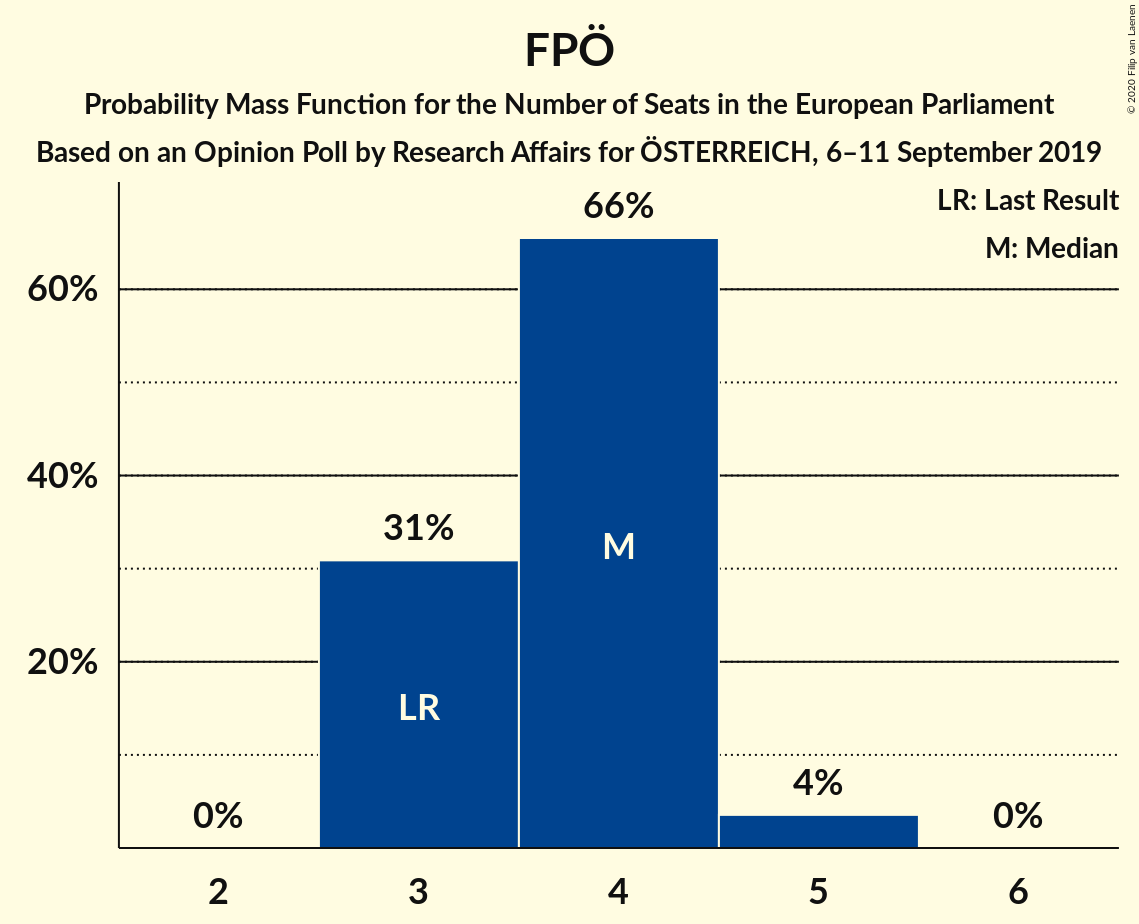 FPÖ
Probability Mass Function for the Number of Seats in the European Parliament
Based on an Opinion Poll by Research Affairs for ÖSTERREICH, 6–11 September 2019
© 2020 Filip van Laenen
LR: Last Result
M: Median
66%
60%
40%
31%
M
20%
LR
4%
0%
0%
2 3 4 5 6